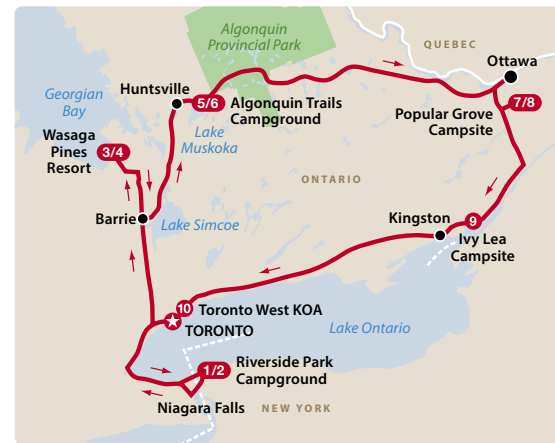 Algonquin
Provincial Park
QUEBEC
Ottawa
Georgian
Bay
Huntsville
5/6
Algonquin Trails
Campground
7/8
Popular Grove
Campsite
Lake
Muskoka
Wasaga
Pines
Resort
3/4
ONTARIO
Barrie
Lake Simcoe
Kingston
9
Ivy Lea
Campsite
10
Toronto West KOA
TORONTO
Lake Ontario
1/2
Riverside Park
Campground
Niagara Falls
NEW YORK